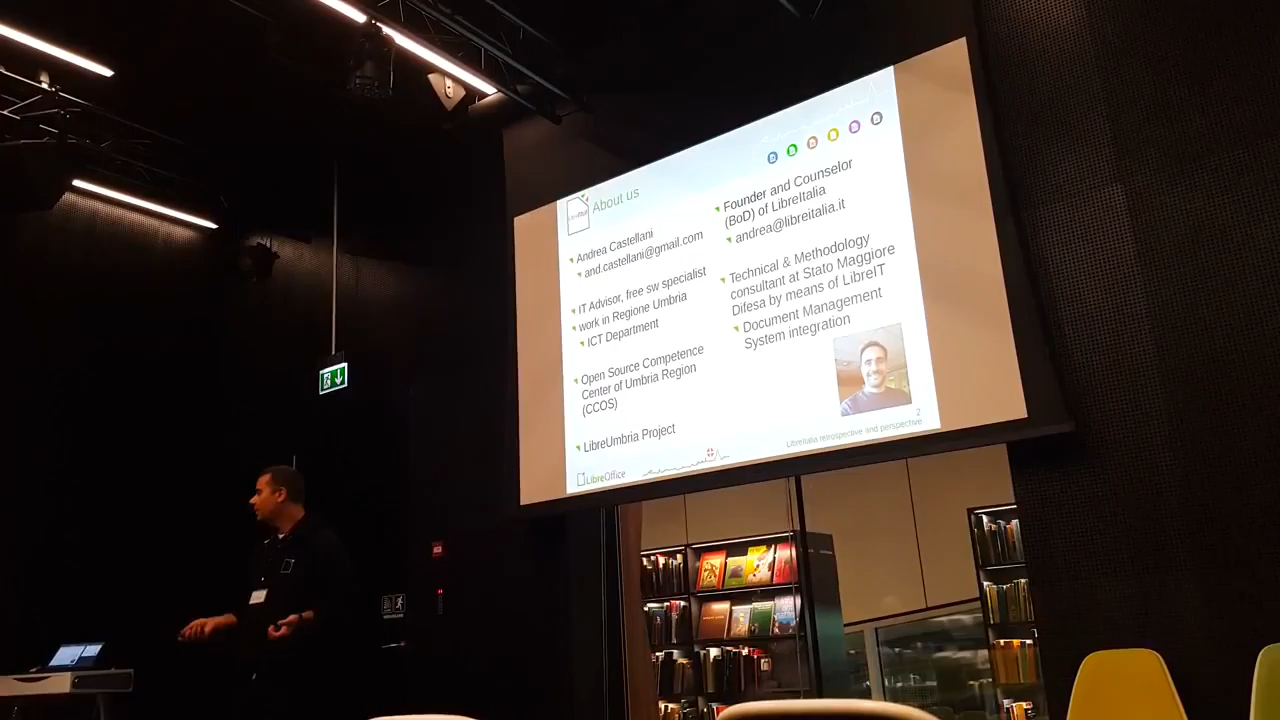 About us
Andrea Castellani
and.castellani@gmail.com
IT Advisor, free sw specialist
work in Regione Umbria
ICT Department
Open Source Competence
Center of Umbria Region
(CCOS)
LibreUmbria Project
Founder and Counselor
(BoD) of LibreItalia
andrea@libreitalia.it
Technical & Methodology
consultant at Stato Maggiore
Difesa by means of LibreIT
Document Management
System integration
2
LibreItalia retrospective and perspective
LibreOffice